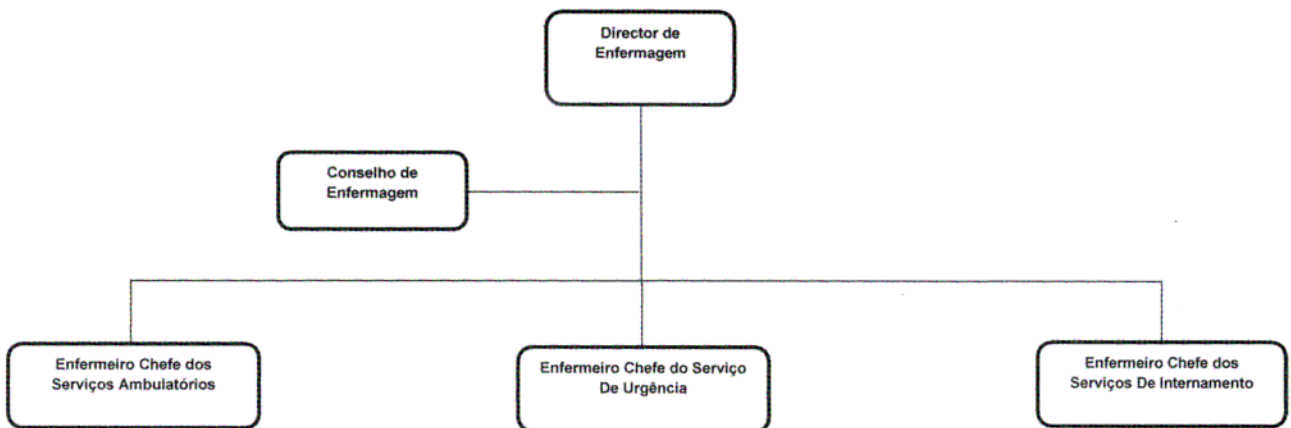 Director de
Enfermagem
Conselho de
Enfermagem
Enfermeiro Chefe dos
Serviços Ambulatórios
Enfermeiro Chefe do Serviço
De Urgência
Enfermeiro Chefe dos
Serviços De Internamento